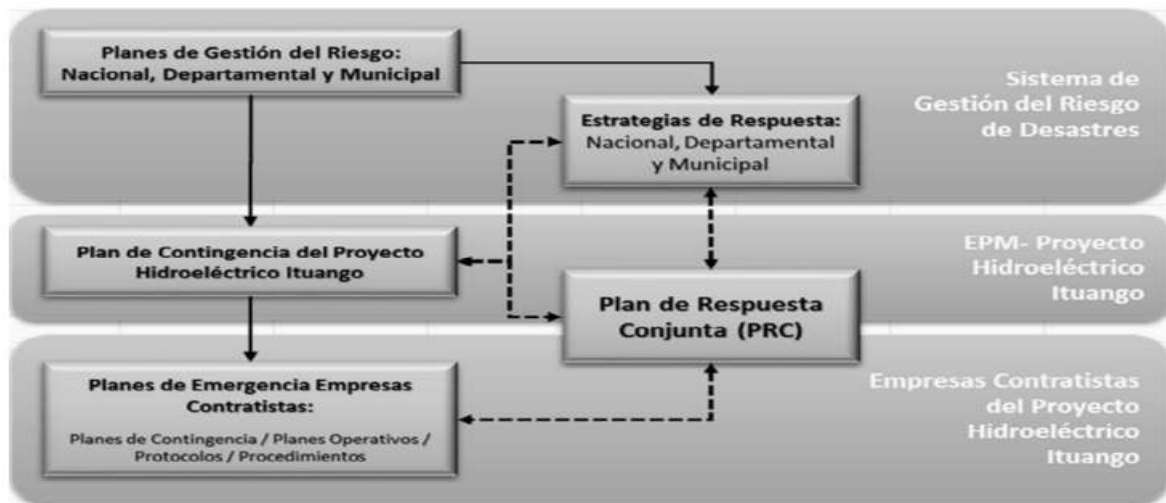 Planes de Gestión del Riesgo:
Nacional, Departamental y Municipal
Sistema de
Gestión del Riesgo
de Desastres
Estrategias de Respuesta:
Nacional, Departamental
y Municipal
Plan de Contingencia del Proyecto
Hidroeléctrico Ituango
EPM- Proyecto
Hidroeléctrico
Ituango
Plan de Respuesta
Conjunta (PRC)
Planes de Emergencia Empresas
Contratistas:
Planes de Contingencia / Planes Operativos /
Protocolos / Procedimientos
Empresas Contratistas
del Proyecto
Hidroeléctrico
Ituango